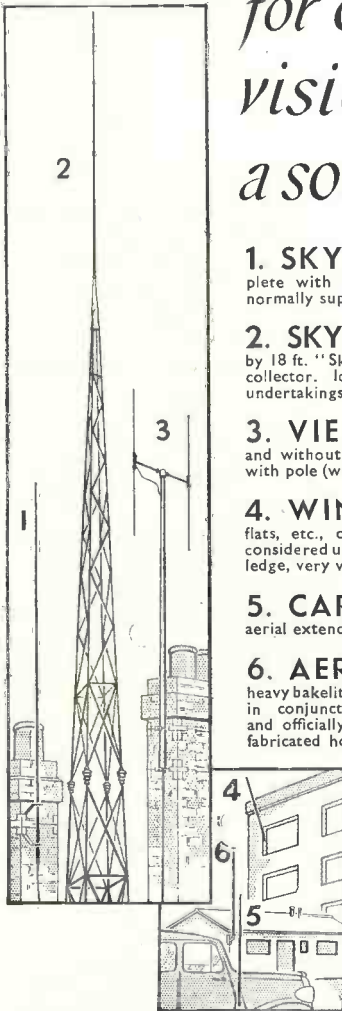 for c
visi
a so
1. SKY
plete with
normally sup
2. SKY
by 18 ft. "Sk
collector. Id
undertakings
3. VIE
and without
with pole (w
4. WIN
flats, etc., c
considered u
ledge, very v
5. CAR
aerial extend
6. AER
heavy bakelit
in conjunct
and officially
fabricated ho
2
3
1
4
6
5